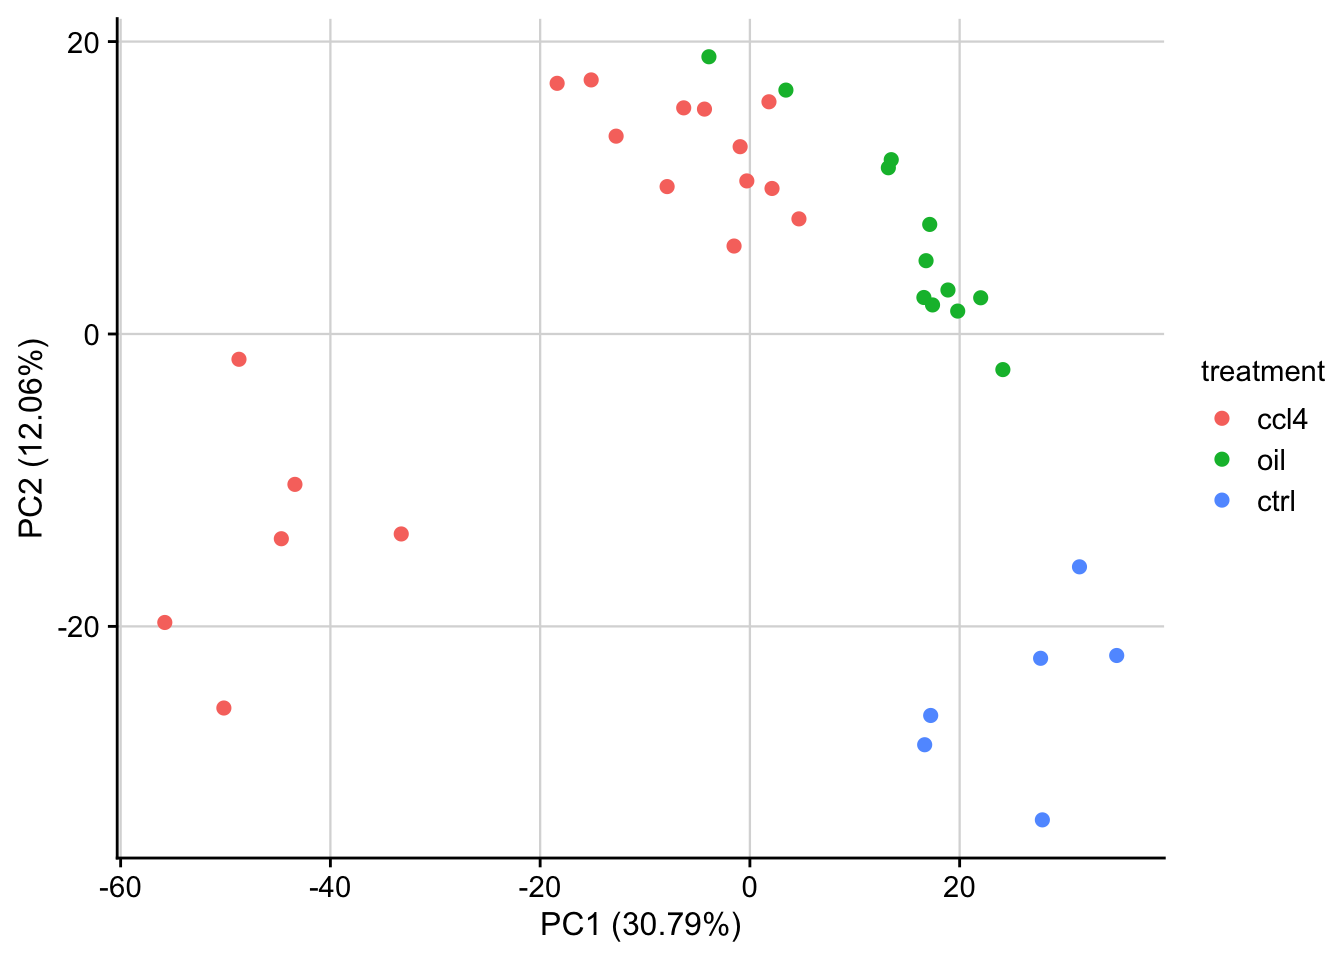 20
0
-20
-60
-40
-20
0
20
PC1 (30.79%)
PC2 (12.06%)
treatment
ccl4
oil
ctrl